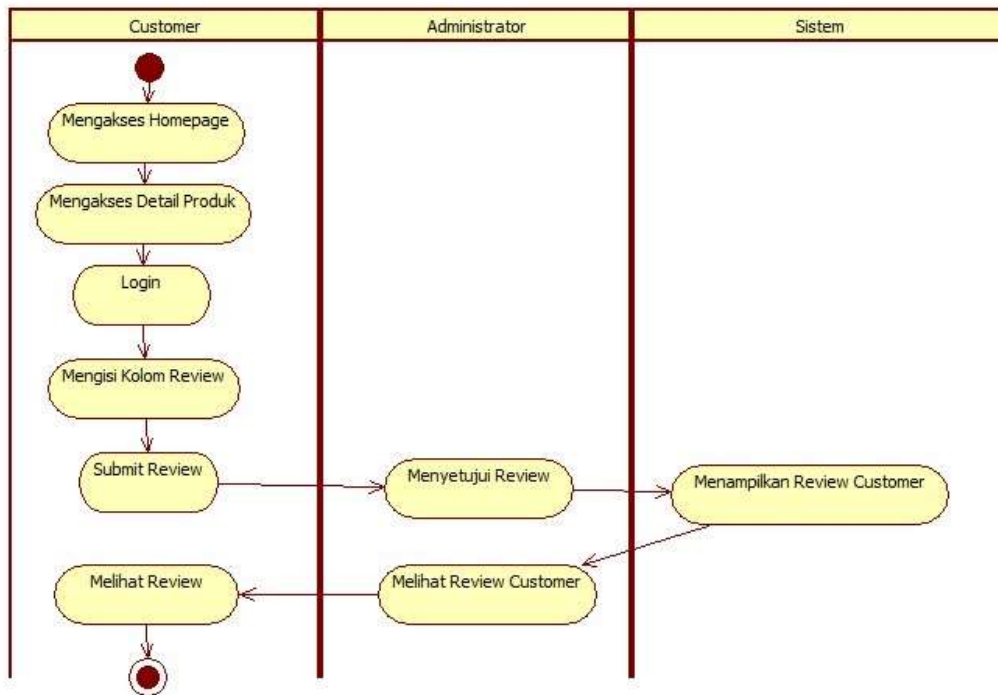 Customer
Administrator
Sistem
Mengakses Homepage
Mengakses Detail Produk
Login
Mengisi Kolom Review
Submit Review
Menyetujui Review
Menampilkan Review Customer
Melihat Review
Melihat Review Customer